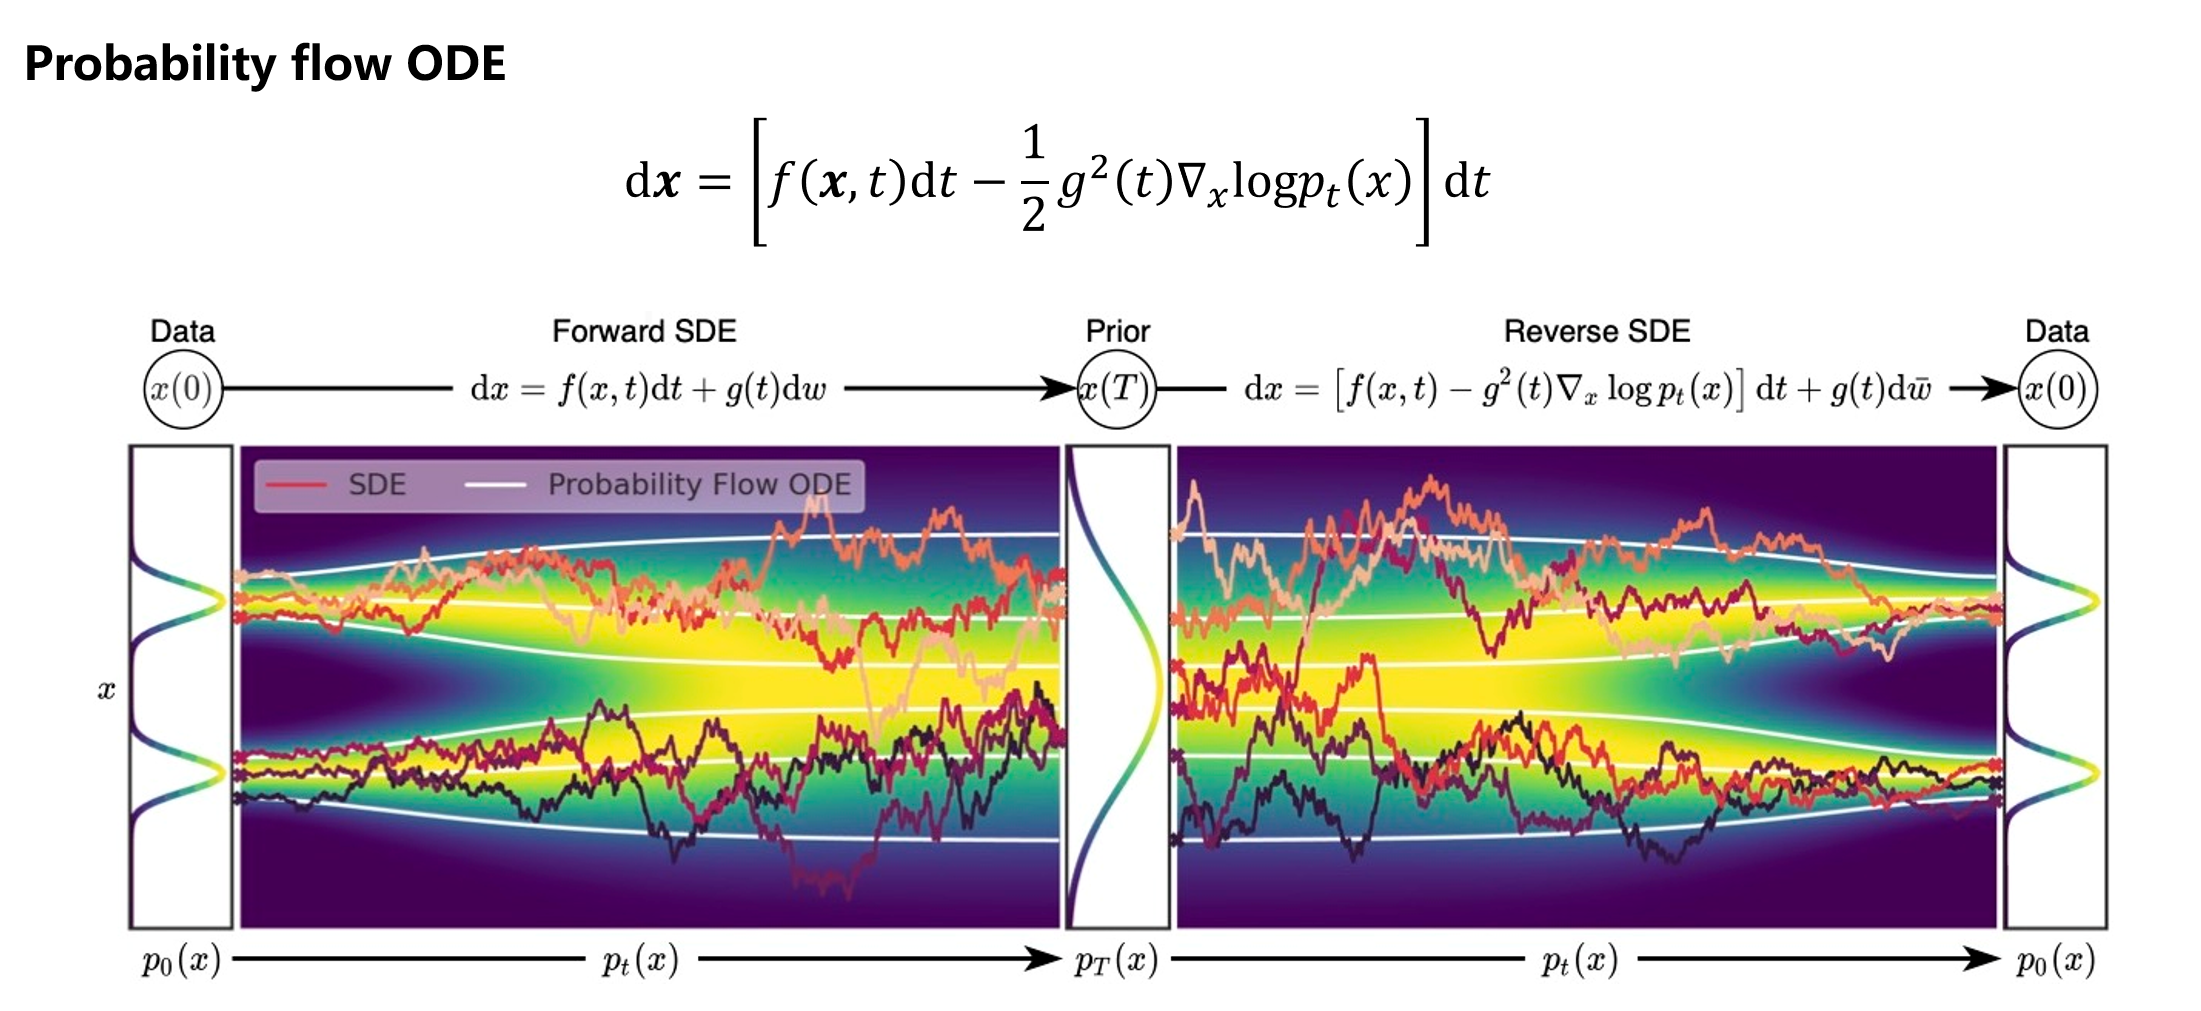 Probability flow ODE
d𝒙 = [f(𝒙, t)dt − 1/2 g²(t)∇ₓlogpₜ(x)] dt
Data Forward SDE Prior Reverse SDE Data
x(0) dx = f(x, t)dt + g(t)dw x(T) dx = [f(x, t) − g²(t)∇ₓ log pₜ(x)] dt + g(t)dw̄ x(0)
SDE Probability Flow ODE
x
p₀(x) pₜ(x) p_T(x) pₜ(x) p₀(x)